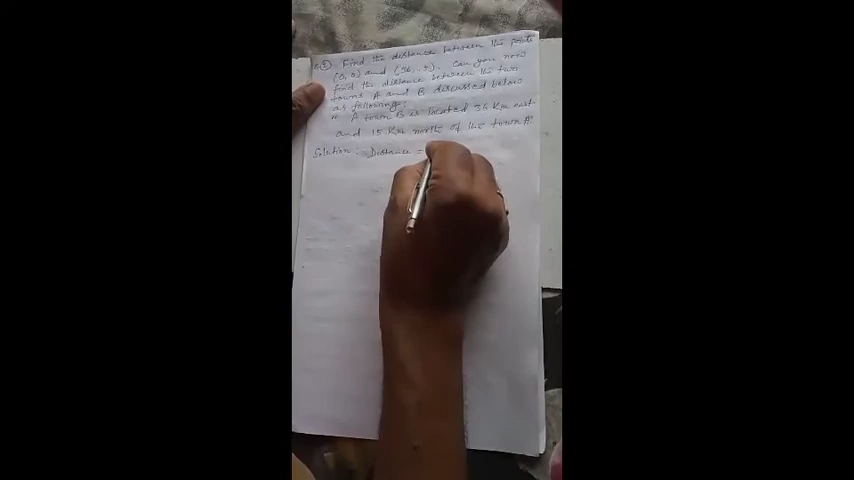 Q(3). Find the distance between the points
(0, 0) and (36, 15). Can you now
find the distance between the two
towns A and B discussed below
as following:
" A town B is located 36 Km east
and 15 Km north of the town A"
Solution: Distance =